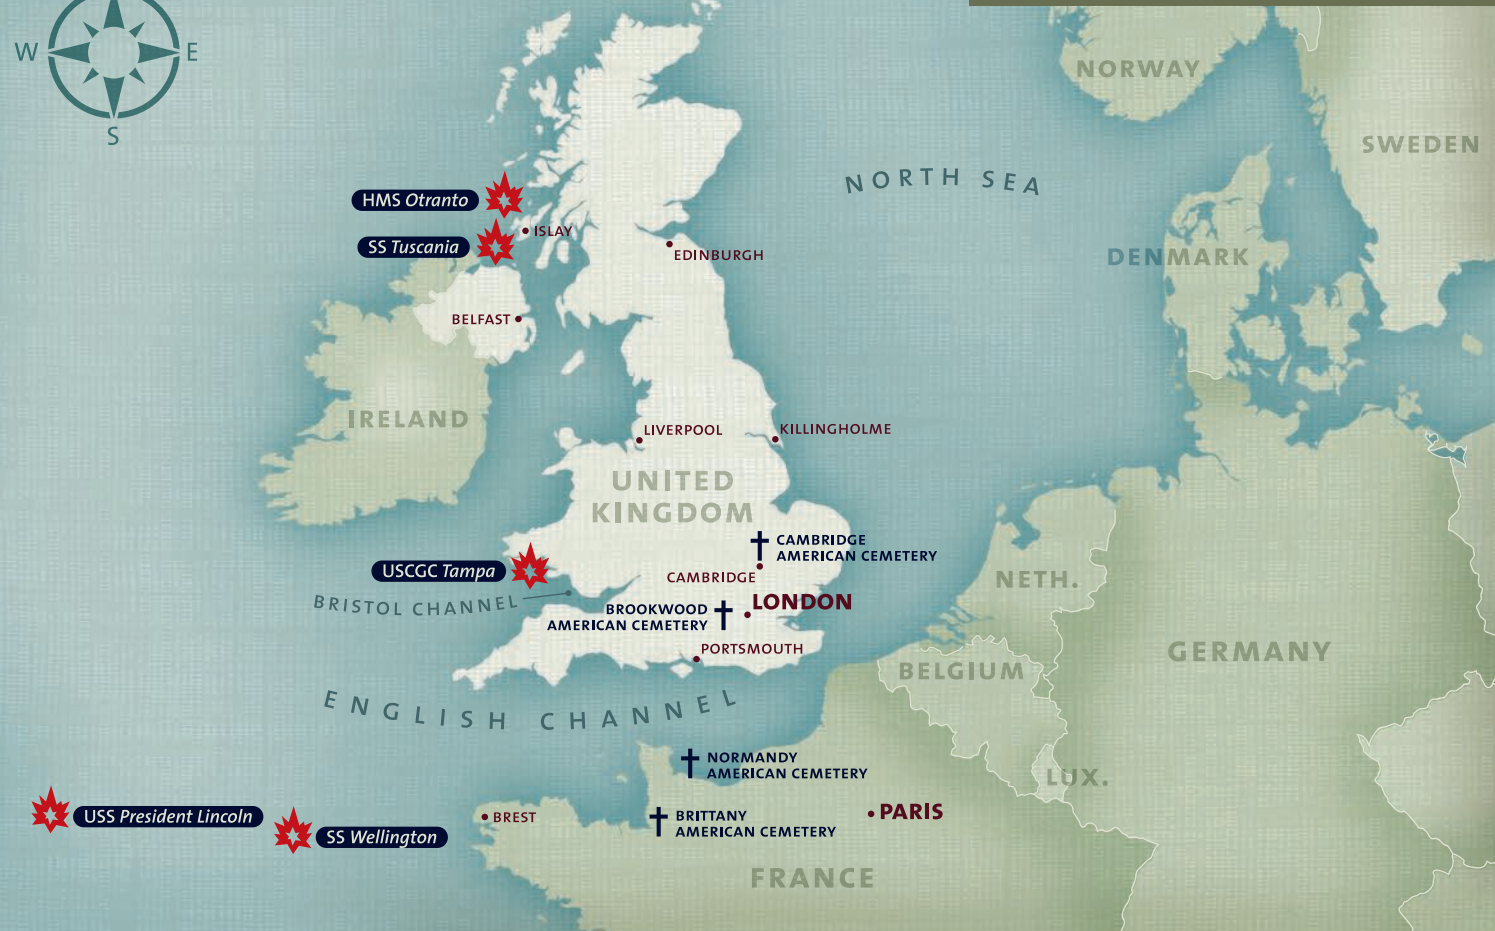 W
E
S
NORWAY
SWEDEN
NORTH SEA
HMS Otranto
SS Tuscania
ISLAY
EDINBURGH
DENMARK
BELFAST
IRELAND
LIVERPOOL
KILLINGHOLME
UNITED
KINGDOM
CAMBRIDGE
AMERICAN CEMETERY
USCGC Tampa
CAMBRIDGE
NETH.
BRISTOL CHANNEL
BROOKWOOD
AMERICAN CEMETERY
LONDON
PORTSMOUTH
GERMANY
BELGIUM
ENGLISH CHANNEL
NORMANDY
AMERICAN CEMETERY
LUX.
USS President Lincoln
SS Wellington
BREST
BRITTANY
AMERICAN CEMETERY
PARIS
FRANCE